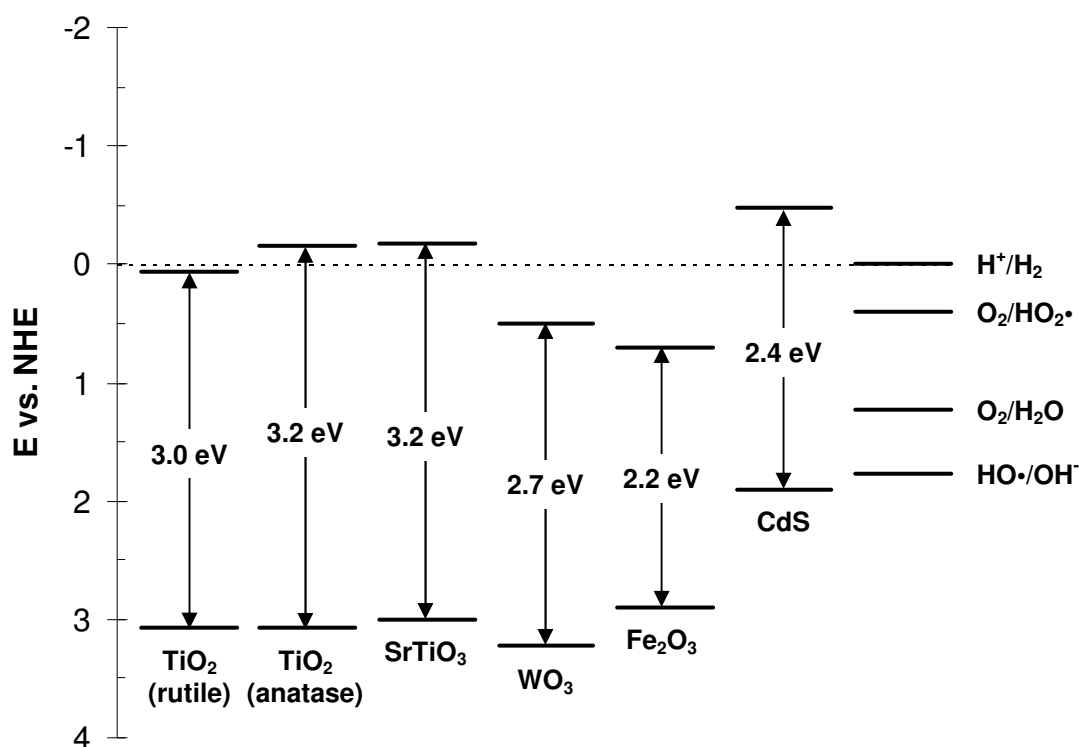 -2
-1
0
1
2
3
4
E vs. NHE
3.0 eV
3.2 eV
3.2 eV
2.7 eV
2.2 eV
2.4 eV
TiO₂
(rutile)
TiO₂
(anatase)
SrTiO₃
WO₃
Fe₂O₃
CdS
H⁺/H₂
O₂/HO₂•
O₂/H₂O
HO•/OH⁻